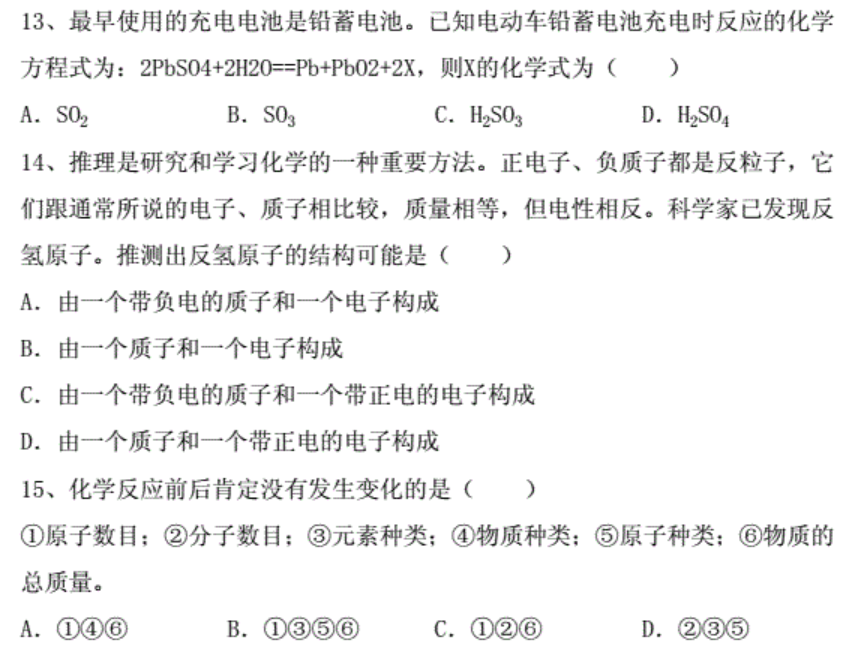 13、最早使用的充电电池是铅蓄电池。已知电动车铅蓄电池充电时反应的化学
方程式为：2PbSO4+2H2O==Pb+PbO2+2X，则X的化学式为（　　）
A．SO₂　　B．SO₃　　C．H₂SO₃　　D．H₂SO₄
14、推理是研究和学习化学的一种重要方法。正电子、负质子都是反粒子，它
们跟通常所说的电子、质子相比较，质量相等，但电性相反。科学家已发现反
氢原子。推测出反氢原子的结构可能是（　　）
A．由一个带负电的质子和一个电子构成
B．由一个质子和一个电子构成
C．由一个带负电的质子和一个带正电的电子构成
D．由一个质子和一个带正电的电子构成
15、化学反应前后肯定没有发生变化的是（　　）
①原子数目；②分子数目；③元素种类；④物质种类；⑤原子种类；⑥物质的
总质量。
A．①④⑥　　B．①③⑤⑥　　C．①②⑥　　D．②③⑤